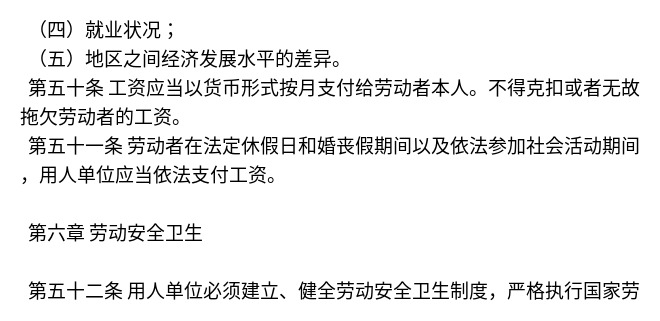 （四）就业状况；
（五）地区之间经济发展水平的差异。
第五十条 工资应当以货币形式按月支付给劳动者本人。不得克扣或者无故
拖欠劳动者的工资。
第五十一条 劳动者在法定休假日和婚丧假期间以及依法参加社会活动期间
，用人单位应当依法支付工资。
第六章 劳动安全卫生
第五十二条 用人单位必须建立、健全劳动安全卫生制度，严格执行国家劳